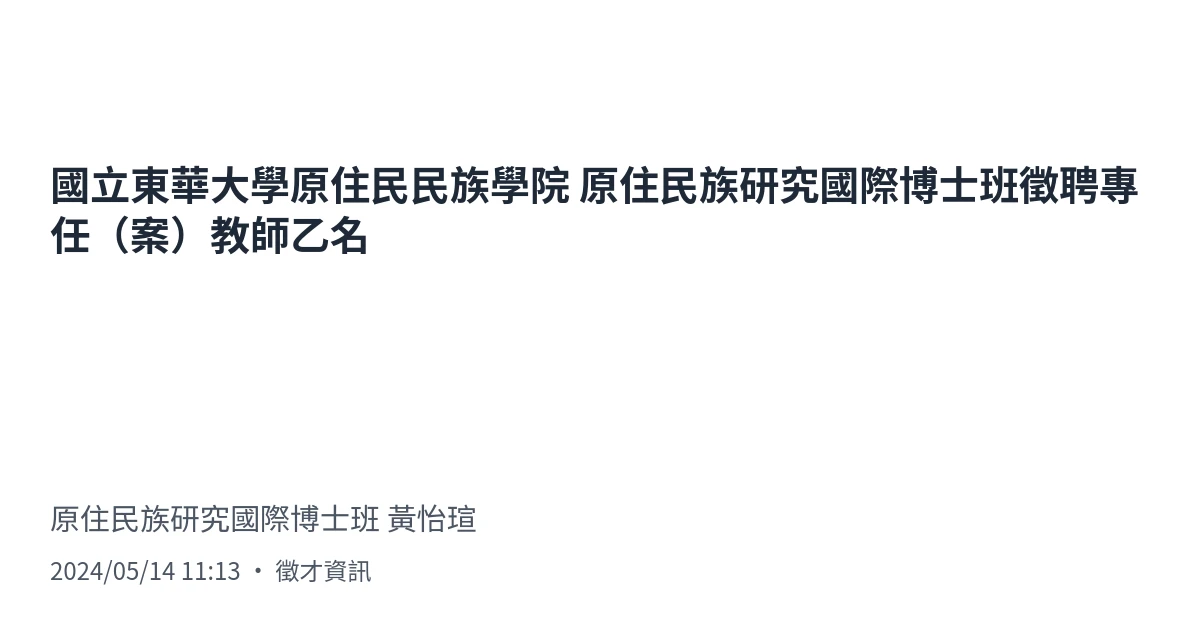 國立東華大學原住民民族學院 原住民族研究國際博士班徵聘專
任（案）教師乙名
原住民族研究國際博士班 黃怡瑄
2024/05/14 11:13 • 徵才資訊